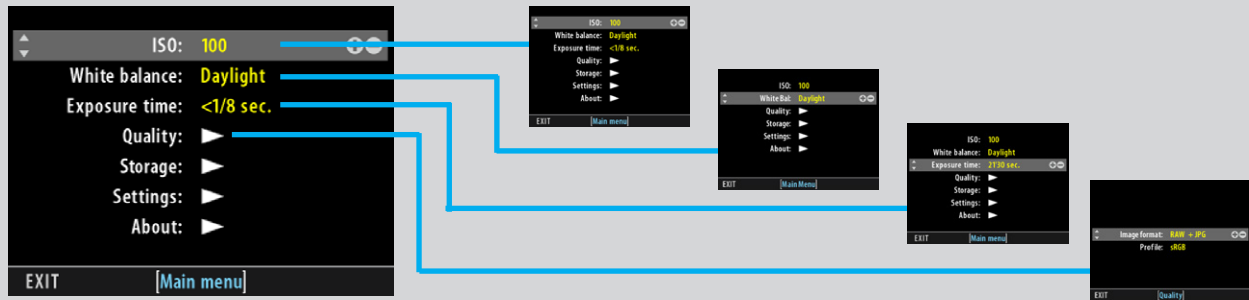 ISO: 100
White balance: Daylight
Exposure time: <1/8 sec.
Quality:
Storage:
Settings:
About:
EXIT [Main menu]
ISO: 100
White balance: Daylight
Exposure time: <1/8 sec.
Quality:
Storage:
Settings:
About:
EXIT [Main menu]
ISO: 100
White Bal: Daylight
Quality:
Storage:
Settings:
About:
EXIT [Main Menu]
ISO: 100
White balance: Daylight
Exposure time: 2T30 sec.
Quality:
Storage:
Settings:
About:
EXIT [Main menu]
Image format: RAW + JPG
Profile: sRGB
EXIT [Quality]